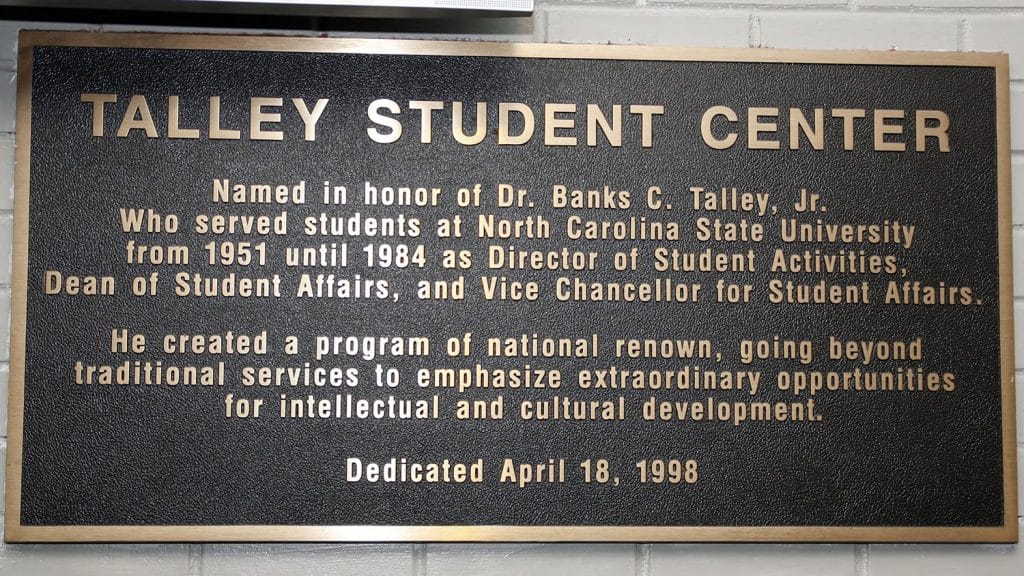 TALLEY STUDENT CENTER
Named in honor of Dr. Banks C. Talley, Jr.
Who served students at North Carolina State University
from 1951 until 1984 as Director of Student Activities,
Dean of Student Affairs, and Vice Chancellor for Student Affairs.
He created a program of national renown, going beyond
traditional services to emphasize extraordinary opportunities
for intellectual and cultural development.
Dedicated April 18, 1998